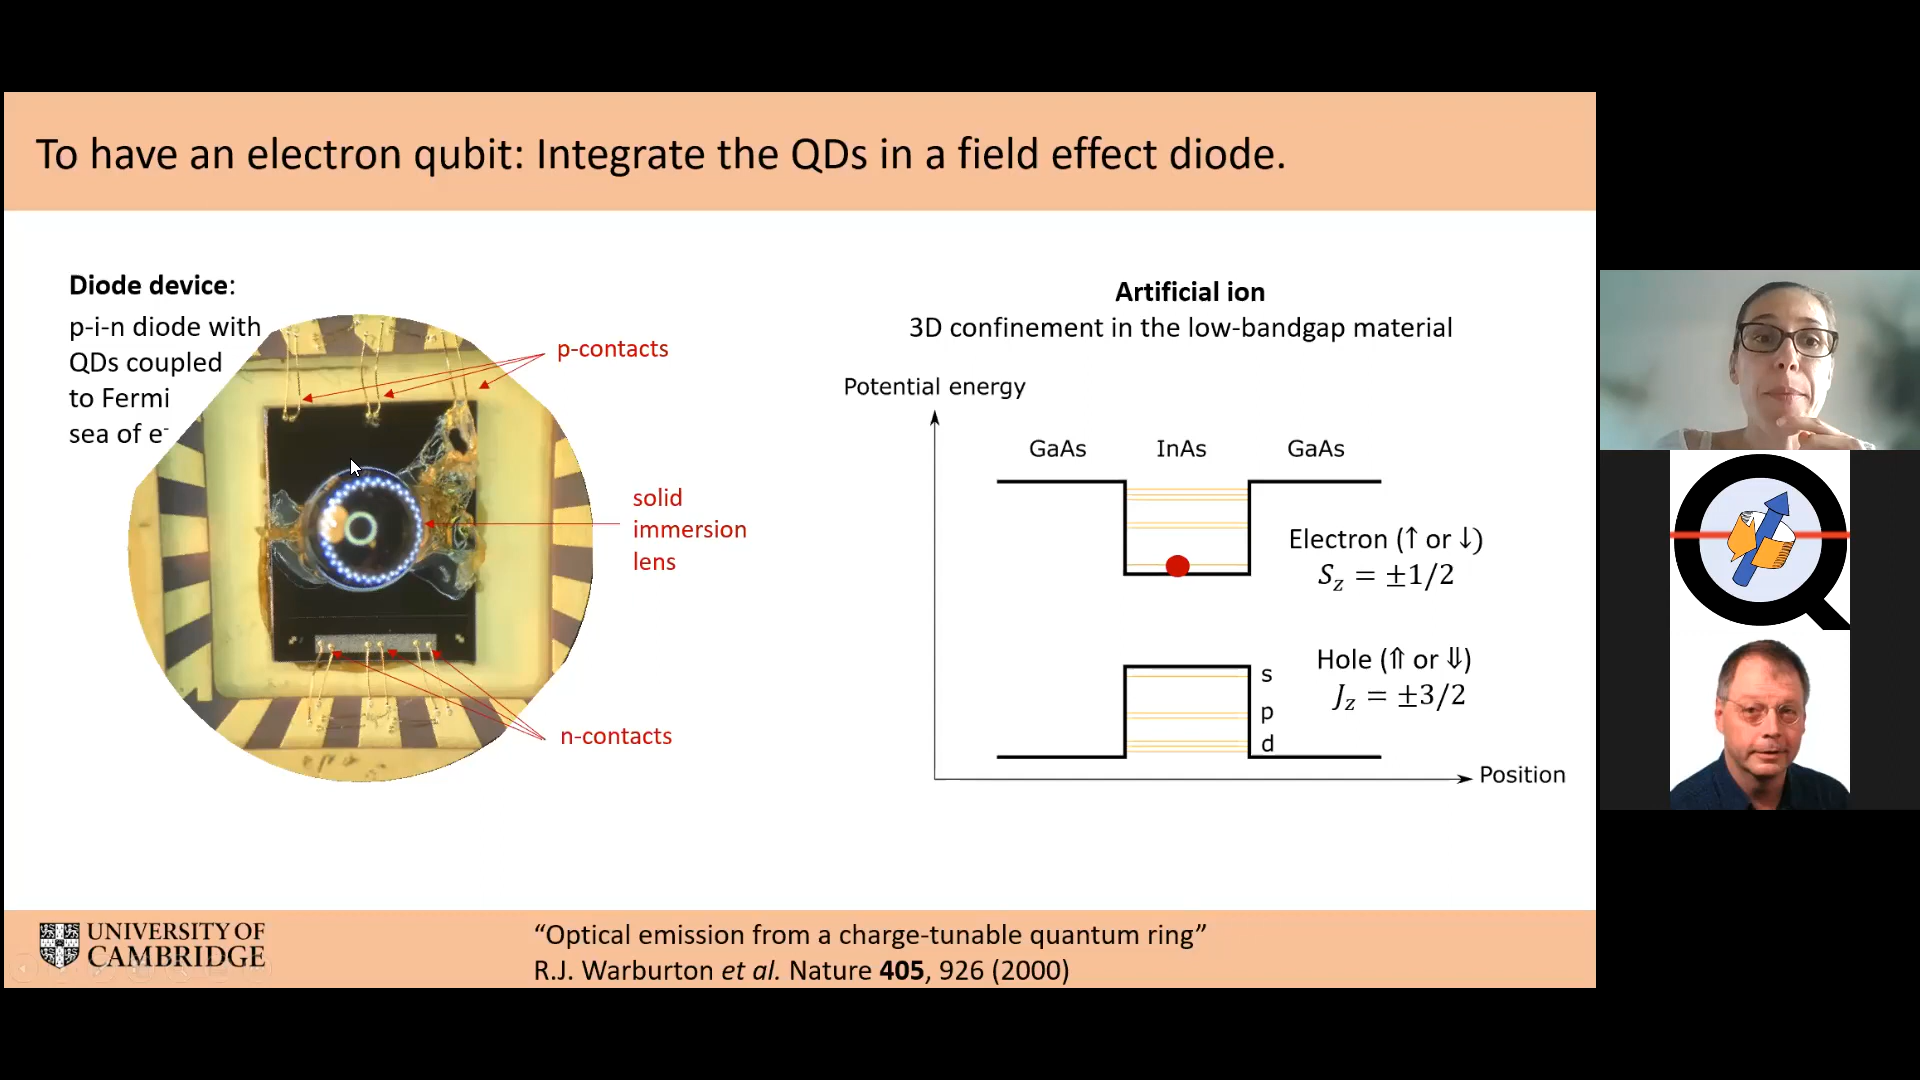 To have an electron qubit: Integrate the QDs in a field effect diode.
Diode device:
p-i-n diode with
QDs coupled
to Fermi
sea of e⁻
p-contacts
solid
immersion
lens
n-contacts
Artificial ion
3D confinement in the low-bandgap material
Potential energy
GaAs InAs GaAs
Electron (↑ or ↓)
S_z = ±1/2
Hole (⇑ or ⇓)
J_z = ±3/2
s
p
d
Position
UNIVERSITY OF
CAMBRIDGE
“Optical emission from a charge-tunable quantum ring”
R.J. Warburton et al. Nature 405, 926 (2000)